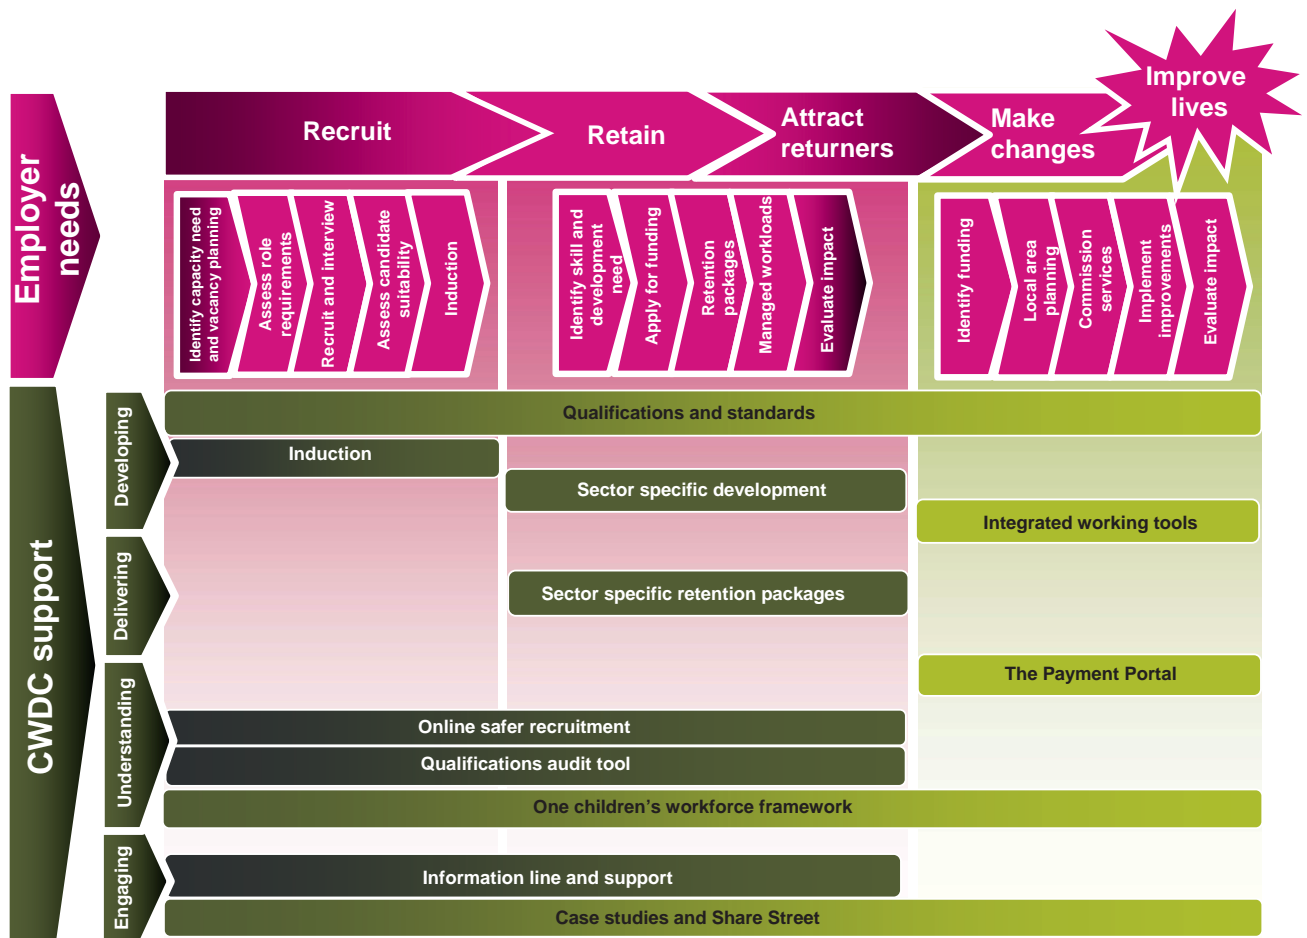 Improve
lives
Recruit
Retain
Attract
returners
Make
changes
Employer
needs
Identify capacity need
and vacancy planning
Assess role
requirements
Recruit and interview
Assess candidate
suitability
Induction
Identify skill and
development
need
Apply for funding
Retention
packages
Managed workloads
Evaluate impact
Identify funding
Local area
planning
Commission
services
Implement
improvements
Evaluate impact
CWDC support
Developing
Qualifications and standards
Induction
Sector specific development
Integrated working tools
Delivering
Sector specific retention packages
The Payment Portal
Understanding
Online safer recruitment
Qualifications audit tool
One children’s workforce framework
Engaging
Information line and support
Case studies and Share Street